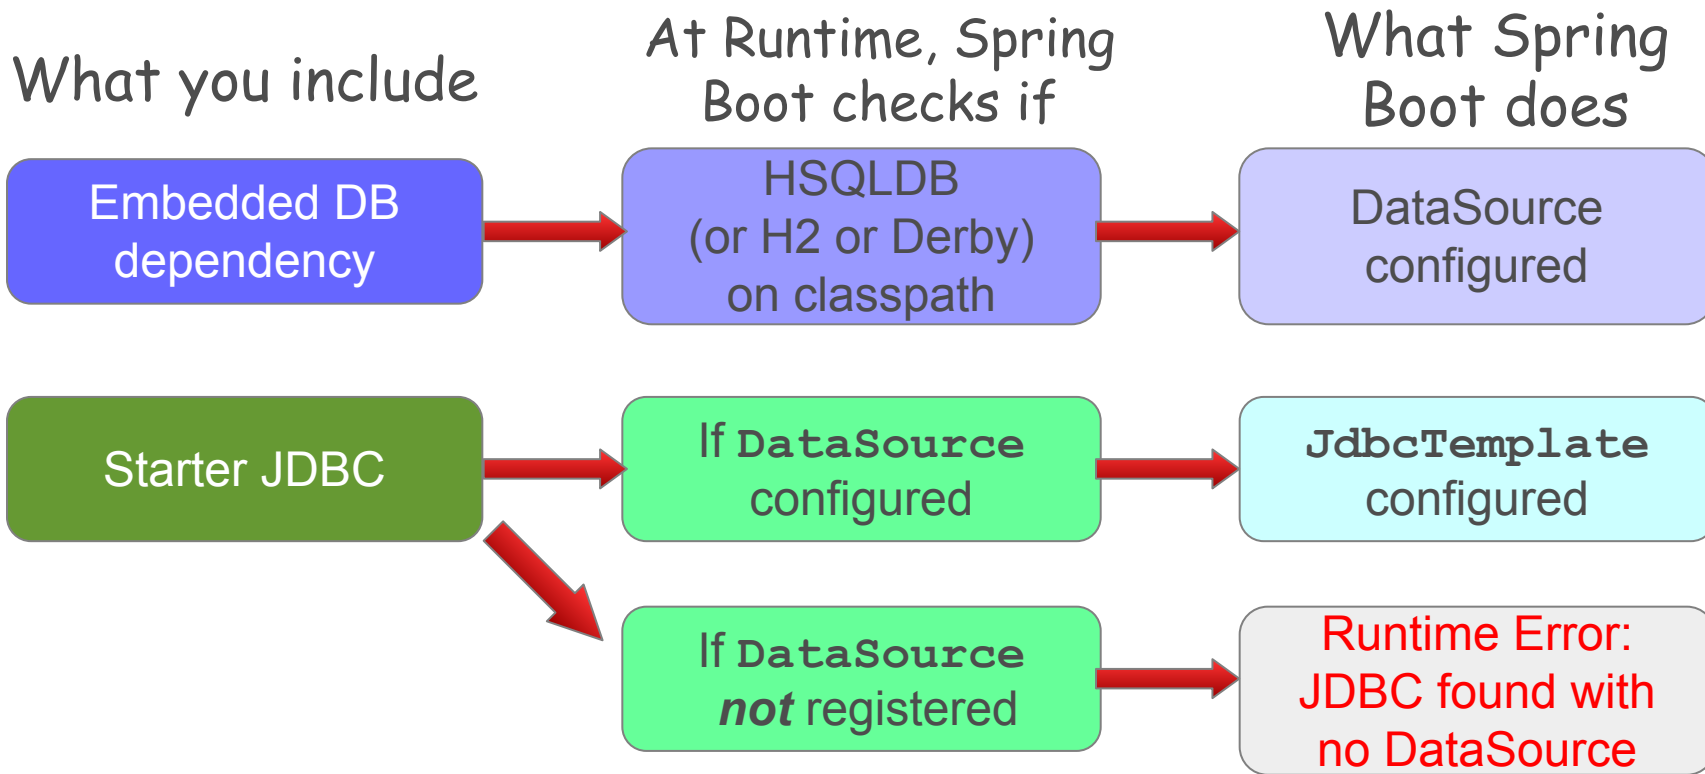 What you include
At Runtime, Spring
Boot checks if
What Spring
Boot does
Embedded DB
dependency
HSQLDB
(or H2 or Derby)
on classpath
DataSource
configured
Starter JDBC
If DataSource
configured
JdbcTemplate
configured
If DataSource
not registered
Runtime Error:
JDBC found with
no DataSource